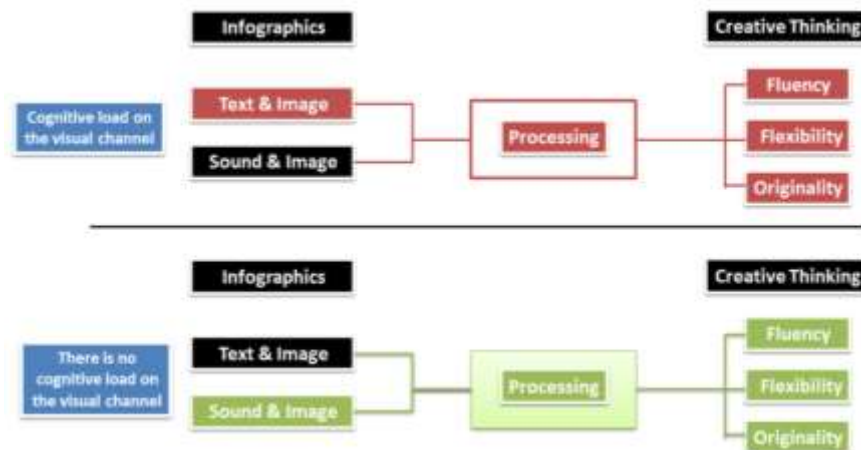 Infographics
Creative Thinking
Text & Image
Fluency
Cognitive load on
the visual channel
Processing
Flexibility
Sound & Image
Originality
Infographics
Creative Thinking
Text & Image
Fluency
There is no
cognitive load on
the visual channel
Processing
Flexibility
Sound & Image
Originality